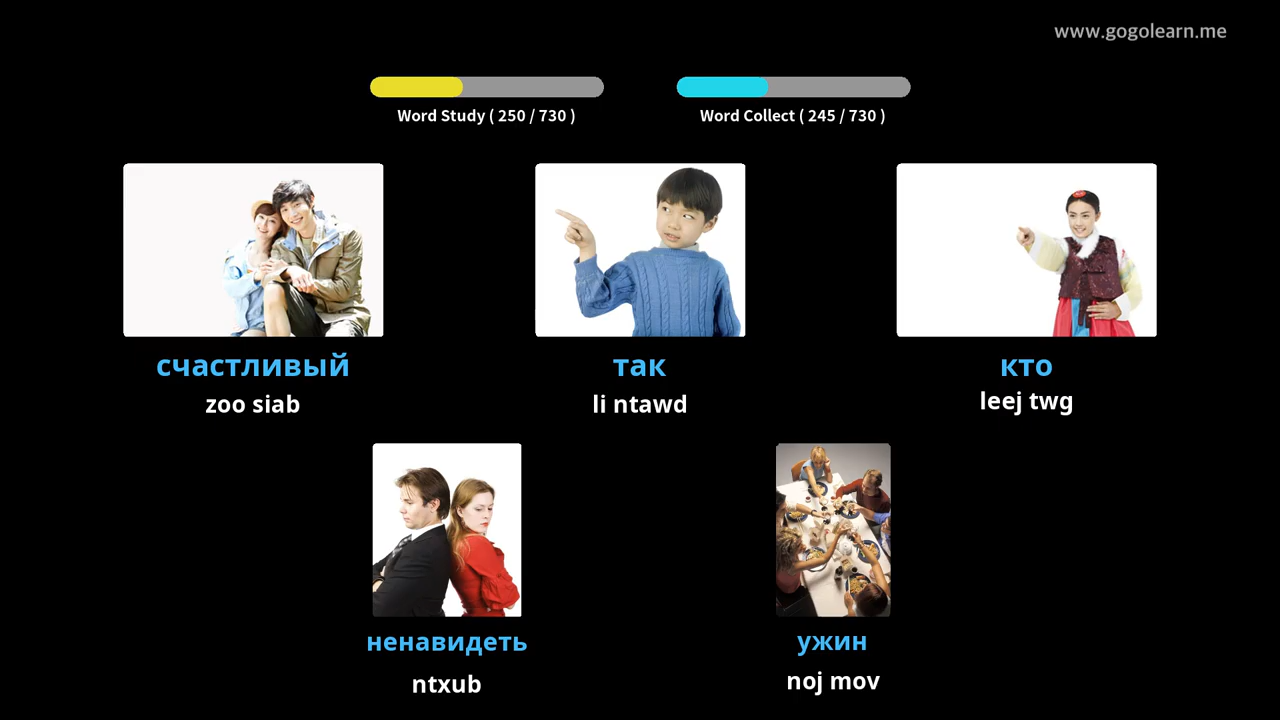 www.gogolearn.me
Word Study ( 250 / 730 )
Word Collect ( 245 / 730 )
счастливый
zoo siab
так
li ntawd
кто
leej twg
ненавидеть
ntxub
ужин
noj mov